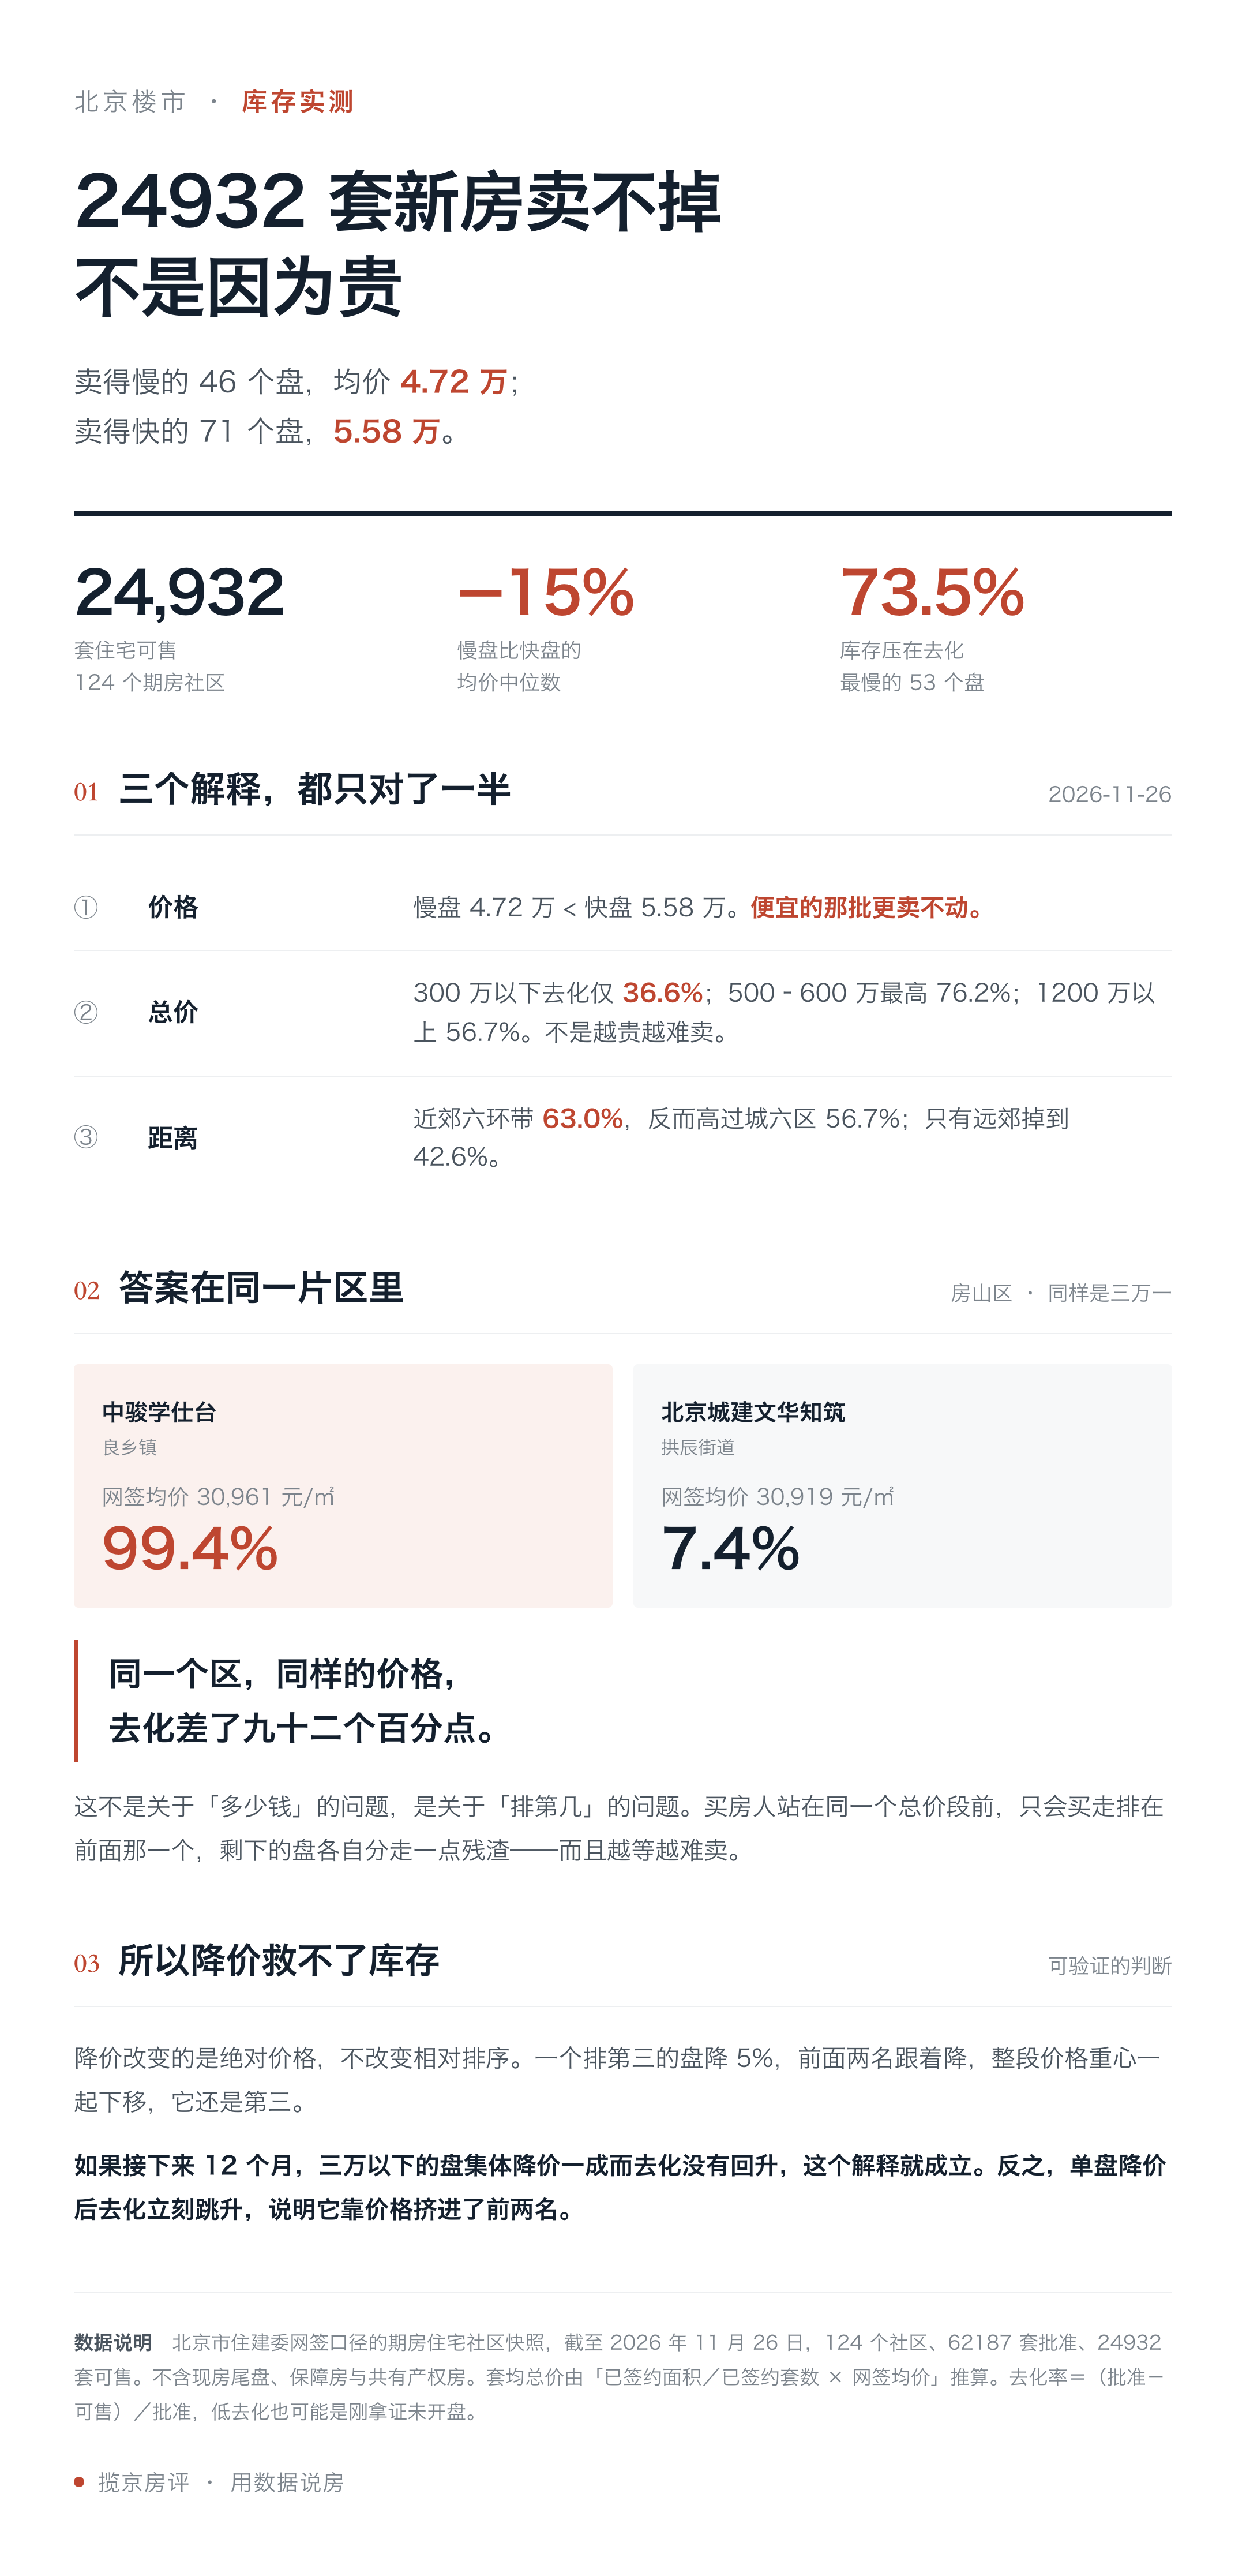 北京楼市 · 库存实测
24932 套新房卖不掉
不是因为贵
卖得慢的 46 个盘，均价 4.72 万；
卖得快的 71 个盘，5.58 万。
24,932
套住宅可售
124 个期房社区
−15%
慢盘比快盘的
均价中位数
73.5%
库存压在去化
最慢的 53 个盘
01 三个解释，都只对了一半
2026-11-26
① 价格 慢盘 4.72 万 < 快盘 5.58 万。便宜的那批更卖不动。
② 总价 300 万以下去化仅 36.6%；500 - 600 万最高 76.2%；1200 万以
上 56.7%。不是越贵越难卖。
③ 距离 近郊六环带 63.0%，反而高过城六区 56.7%；只有远郊掉到
42.6%。
02 答案在同一片区里
房山区 · 同样是三万一
中骏学仕台
良乡镇
网签均价 30,961 元/㎡
99.4%
北京城建文华知筑
拱辰街道
网签均价 30,919 元/㎡
7.4%
同一个区，同样的价格，
去化差了九十二个百分点。
这不是关于「多少钱」的问题，是关于「排第几」的问题。买房人站在同一个总价段前，只会买走排在
前面那一个，剩下的盘各自分走一点残渣——而且越等越难卖。
03 所以降价救不了库存
可验证的判断
降价改变的是绝对价格，不改变相对排序。一个排第三的盘降 5%，前面两名跟着降，整段价格重心一
起下移，它还是第三。
如果接下来 12 个月，三万以下的盘集体降价一成而去化没有回升，这个解释就成立。反之，单盘降价
后去化立刻跳升，说明它靠价格挤进了前两名。
数据说明 北京市住建委网签口径的期房住宅社区快照，截至 2026 年 11 月 26 日，124 个社区、62187 套批准、24932
套可售。不含现房尾盘、保障房与共有产权房。套均总价由「已签约面积／已签约套数 × 网签均价」推算。去化率＝（批准−
可售）／批准，低去化也可能是刚拿证未开盘。
揽京房评 · 用数据说房